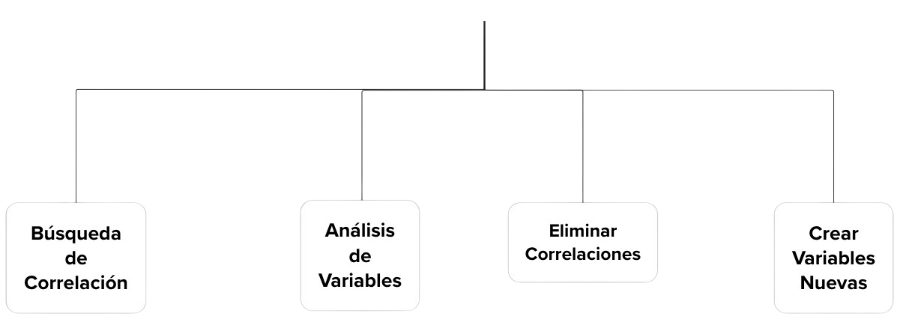 Búsqueda
de
Correlación
Análisis
de
Variables
Eliminar
Correlaciones
Crear
Variables
Nuevas